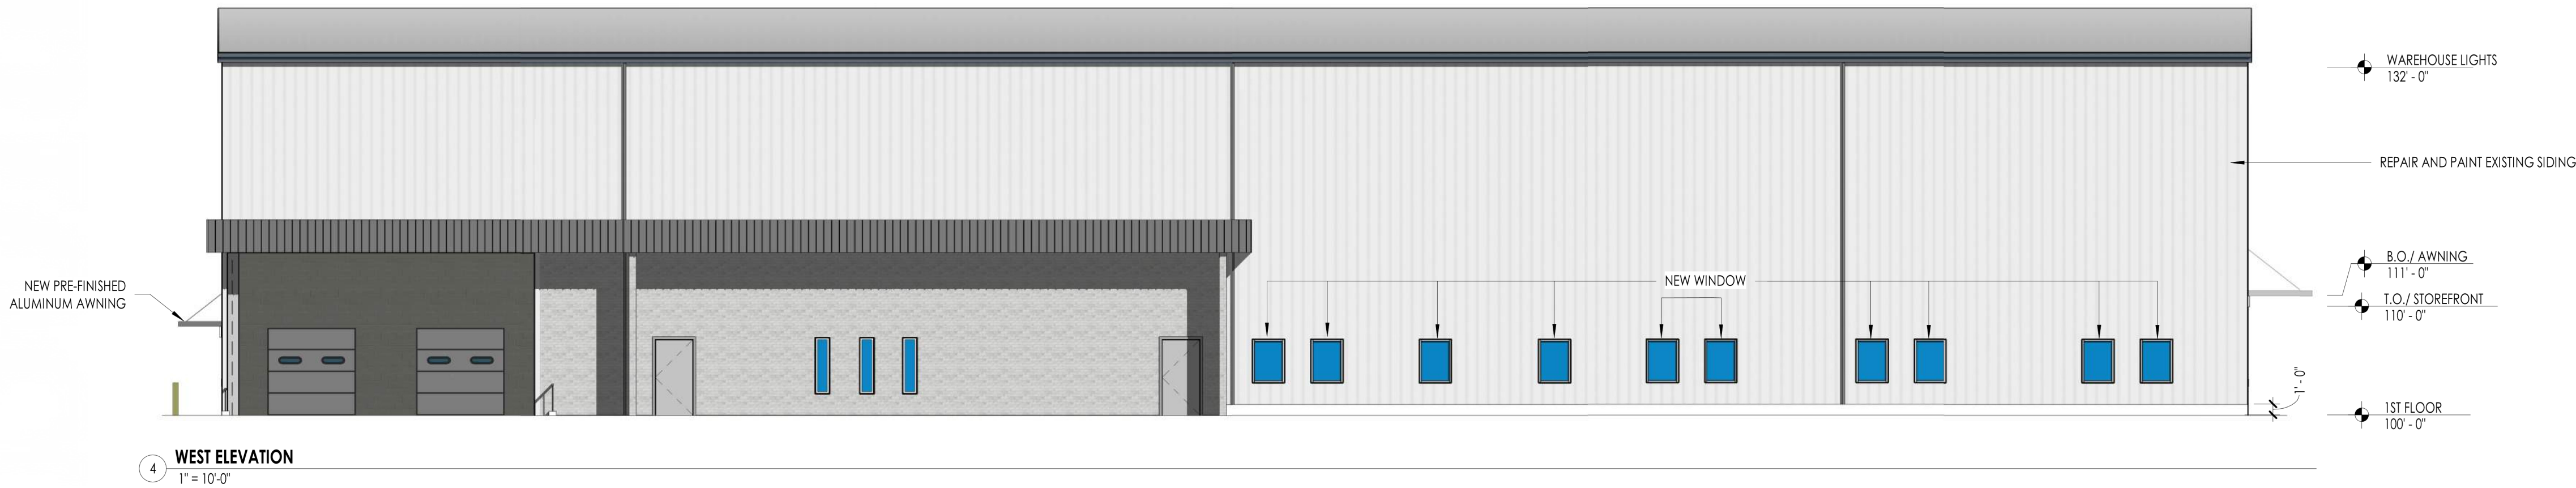 WAREHOUSE LIGHTS
132' - 0"
REPAIR AND PAINT EXISTING SIDING
B.O./ AWNING
111' - 0"
NEW WINDOW
NEW PRE-FINISHED
ALUMINUM AWNING
T.O./ STOREFRONT
110' - 0"
1' - 0"
1ST FLOOR
100' - 0"
4
WEST ELEVATION
1" = 10'-0"